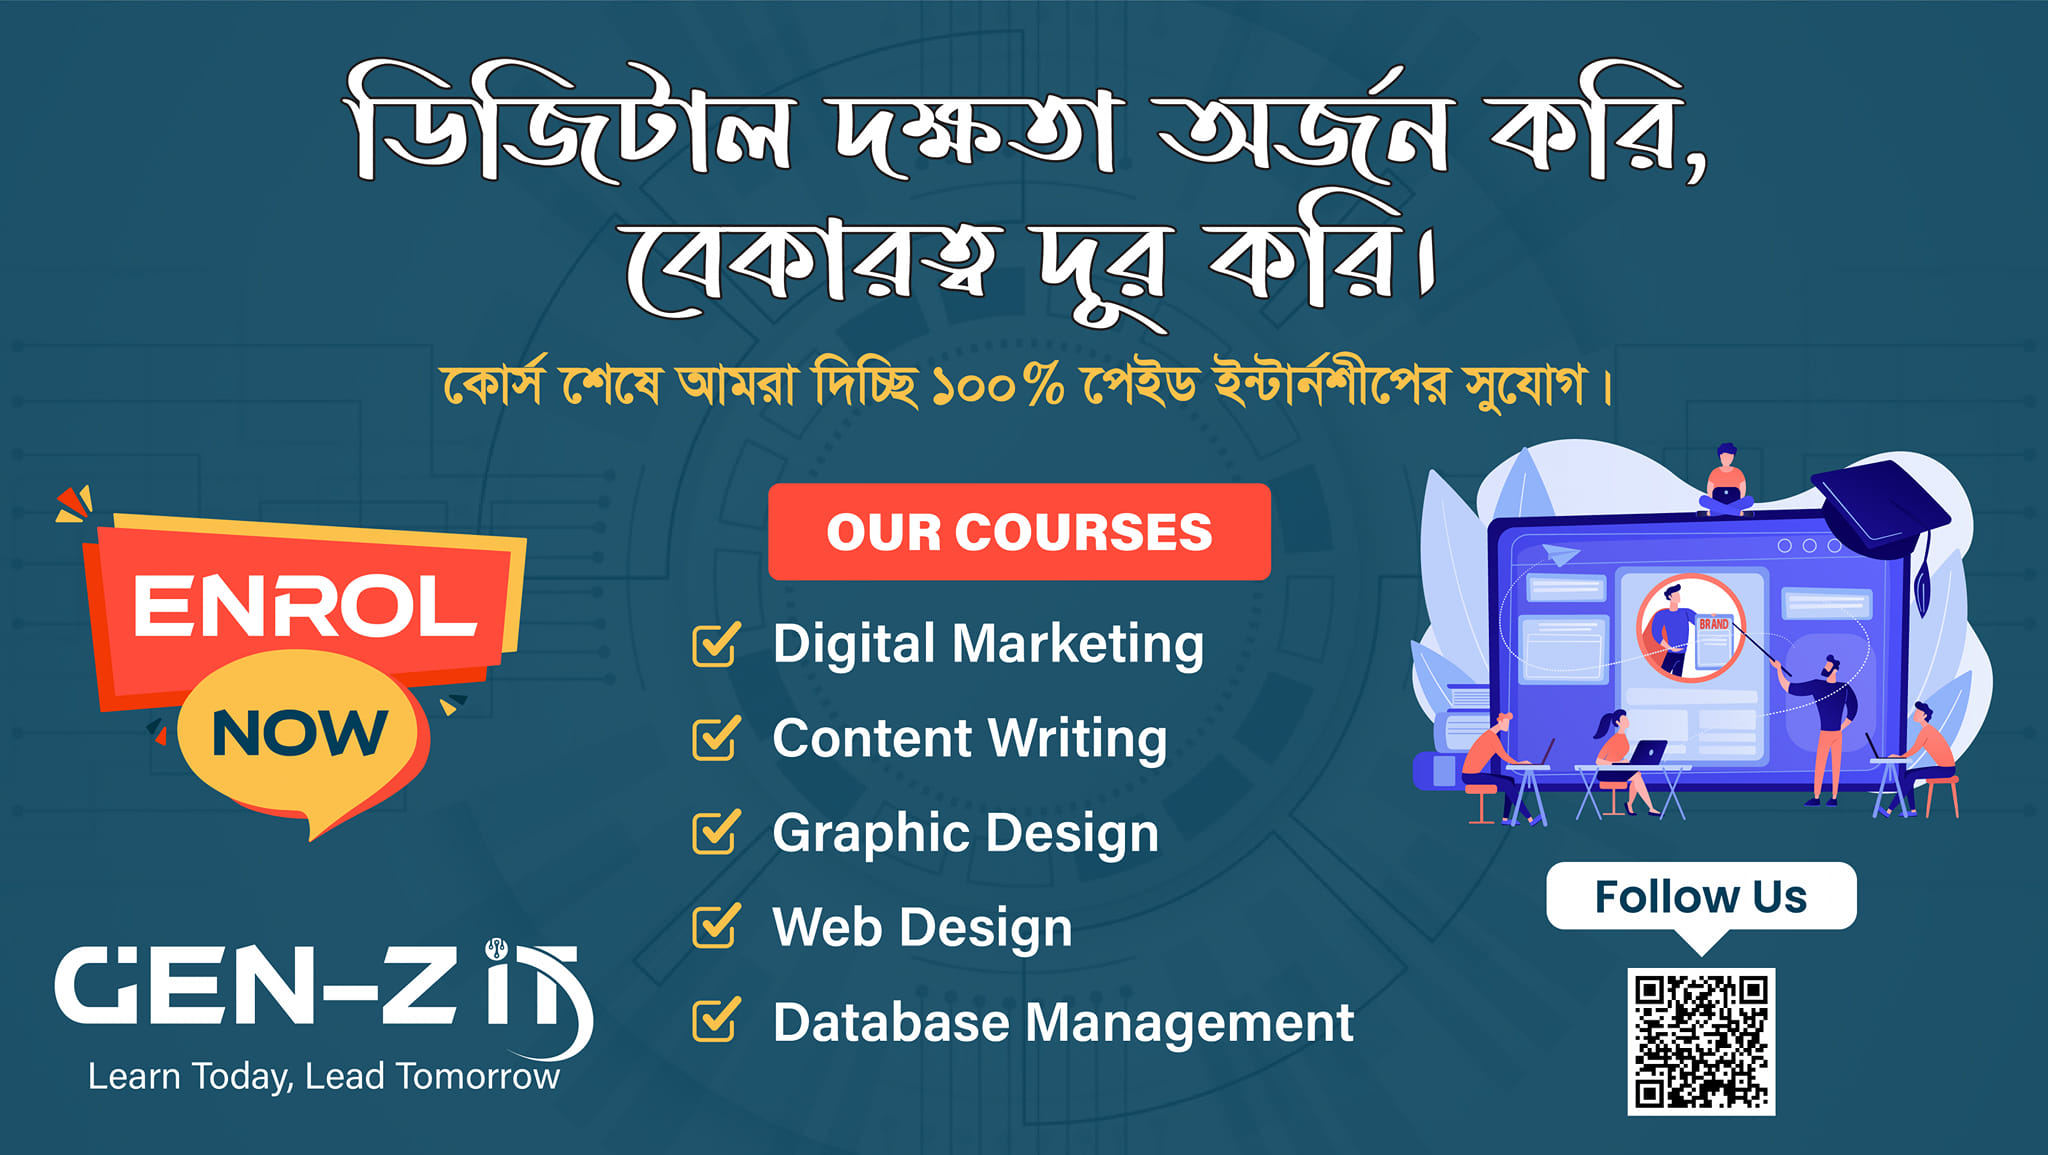 ডিজিটাল দক্ষতা অর্জন করি,
বেকারত্ব দূর করি।
কোর্স শেষে আমরা দিচ্ছি ১০০% পেইড ইন্টার্নশীপের সুযোগ।
ENROL
NOW
OUR COURSES
Digital Marketing
Content Writing
Graphic Design
Web Design
Database Management
BRAND
Follow Us
GEN-Z IT
Learn Today, Lead Tomorrow